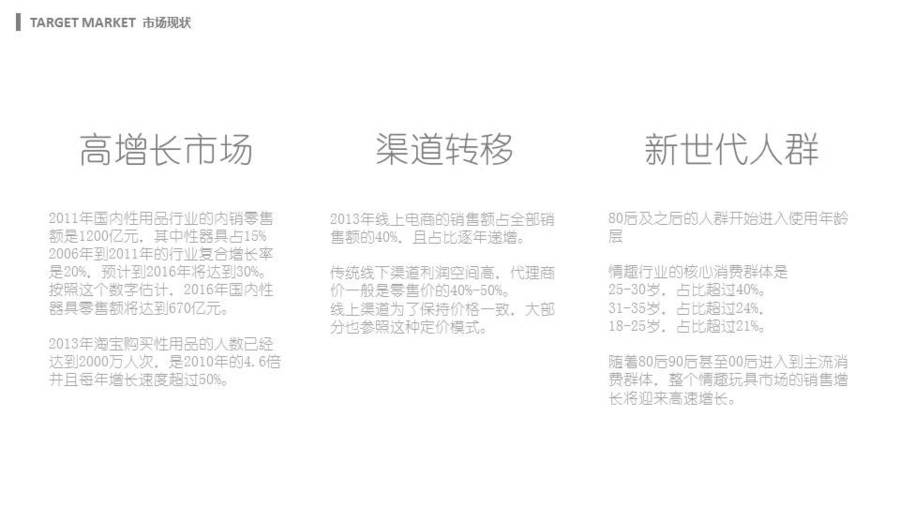 TARGET MARKET 市场现状
高增长市场
2011年国内性用品行业的内销零售
额是1200亿元，其中性器具占15%
2006年到2011年的行业复合增长率
是20%，预计到2016年将达到30%。
按照这个数字估计，2016年国内性
器具零售额将达到670亿元。
2013年淘宝购买性用品的人数已经
达到2000万人次，是2010年的4.6倍
并且每年增长速度超过50%。
渠道转移
2013年线上电商的销售额占全部销
售额的40%，且占比逐年递增。
传统线下渠道利润空间高，代理商
价一般是零售价的40%-50%。
线上渠道为了保持价格一致，大部
分也参照这种定价模式。
新世代人群
80后及之后的人群开始进入使用年龄
层
情趣行业的核心消费群体是
25-30岁，占比超过40%。
31-35岁，占比超过24%，
18-25岁，占比超过21%。
随着80后90后甚至00后进入到主流消
费群体，整个情趣玩具市场的销售增
长将迎来高速增长。